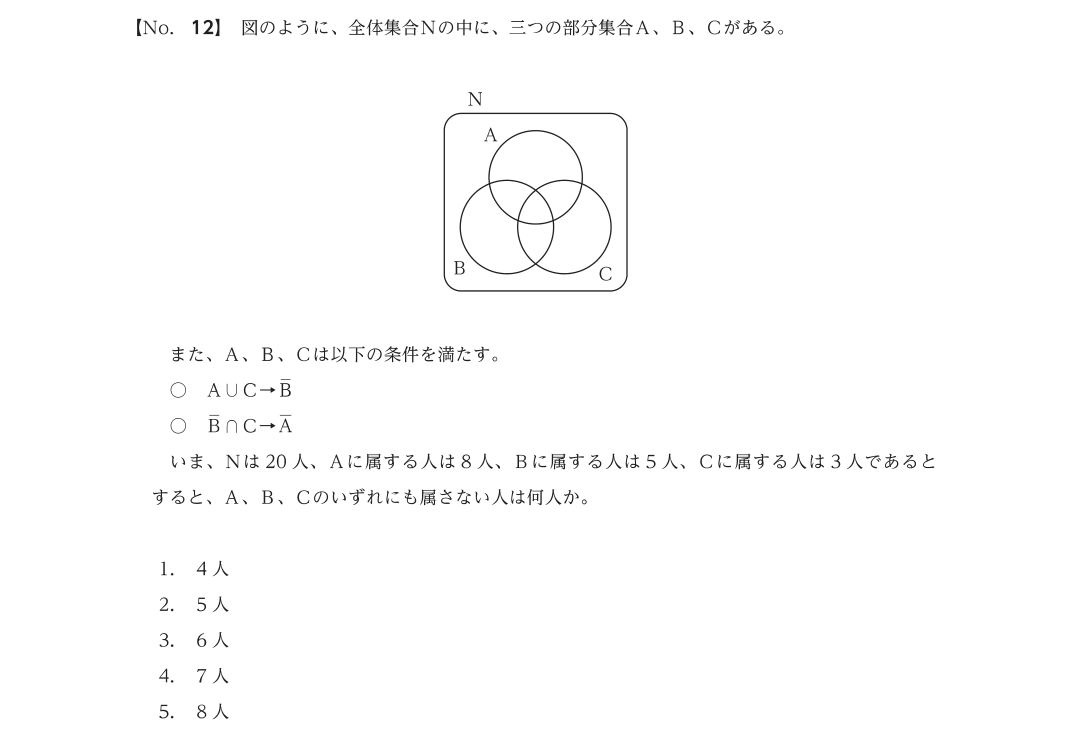 【No. 12】 図のように、全体集合Nの中に、三つの部分集合A、B、Cがある。
N
A
B
C
また、A、B、Cは以下の条件を満たす。
○ A∪C→B̅
○ B̅∩C→A̅
いま、Nは20人、Aに属する人は8人、Bに属する人は5人、Cに属する人は3人であると
すると、A、B、Cのいずれにも属さない人は何人か。
1. 4人
2. 5人
3. 6人
4. 7人
5. 8人